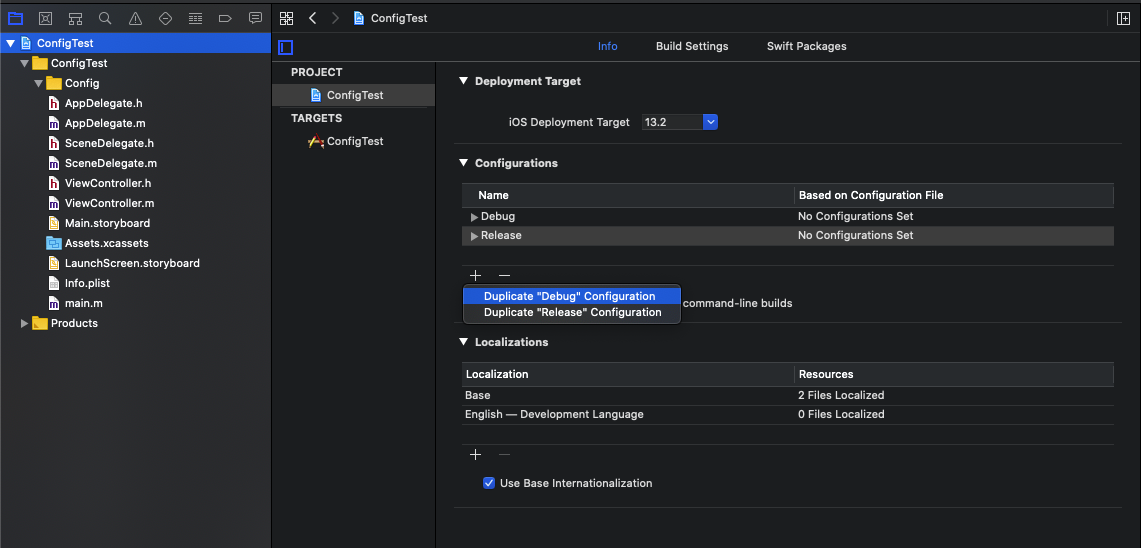 ConfigTest
Info
Build Settings
Swift Packages
ConfigTest
ConfigTest
Config
AppDelegate.h
AppDelegate.m
SceneDelegate.h
SceneDelegate.m
ViewController.h
ViewController.m
Main.storyboard
Assets.xcassets
LaunchScreen.storyboard
Info.plist
main.m
Products
PROJECT
ConfigTest
TARGETS
ConfigTest
Deployment Target
iOS Deployment Target 13.2
Configurations
Name Based on Configuration File
Debug No Configurations Set
Release No Configurations Set
Duplicate "Debug" Configuration
Duplicate "Release" Configuration
command-line builds
Localizations
Localization Resources
Base 2 Files Localized
English — Development Language 0 Files Localized
Use Base Internationalization